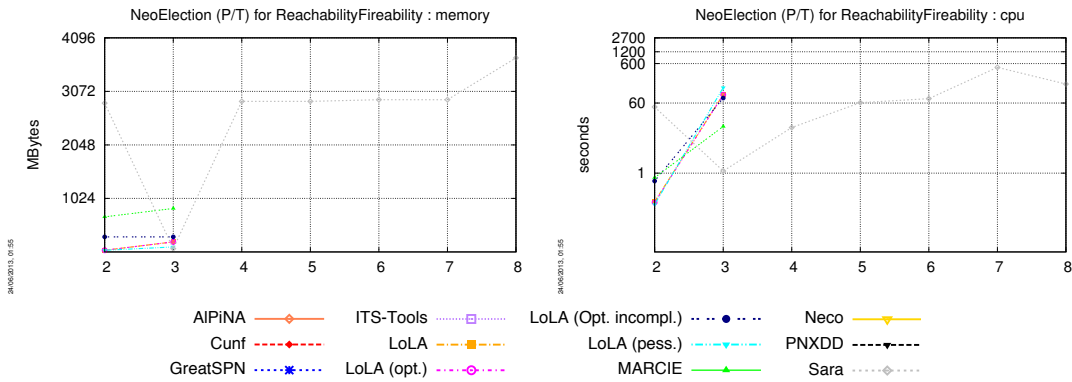 NeoElection (P/T) for ReachabilityFireability : memory
4096
3072
2048
1024
MBytes
2 3 4 5 6 7 8
24/06/2013, 01:55
NeoElection (P/T) for ReachabilityFireability : cpu
2700
1200
600
60
1
seconds
2 3 4 5 6 7 8
24/06/2013, 01:55
AlPiNA ITS-Tools LoLA (Opt. incompl.) Neco
Cunf LoLA LoLA (pess.) PNXDD
GreatSPN LoLA (opt.) MARCIE Sara